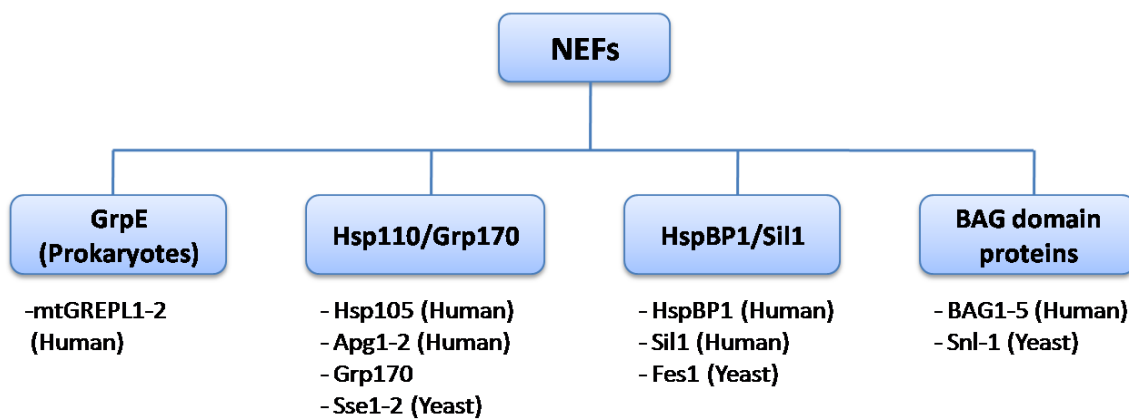 NEFs
GrpE
(Prokaryotes)
-mtGREPL1-2
(Human)
Hsp110/Grp170
- Hsp105 (Human)
- Apg1-2 (Human)
- Grp170
- Sse1-2 (Yeast)
HspBP1/Sil1
- HspBP1 (Human)
- Sil1 (Human)
- Fes1 (Yeast)
BAG domain
proteins
- BAG1-5 (Human)
- Snl-1 (Yeast)